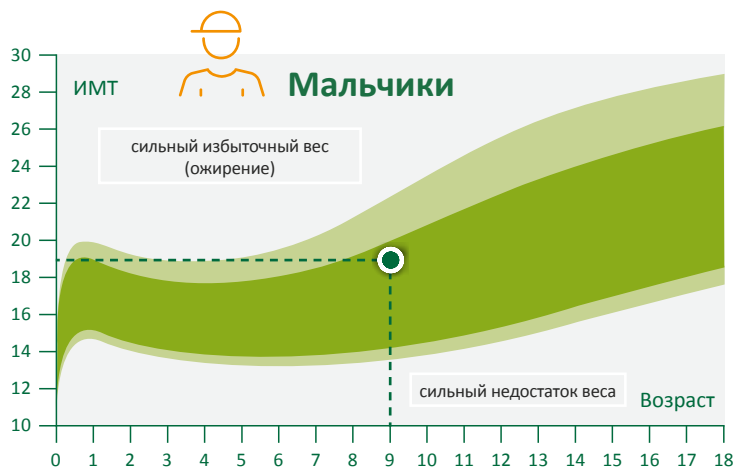 30
28
26
24
22
20
18
16
14
12
10
ИМТ
Мальчики
сильный избыточный вес
(ожирение)
сильный недостаток веса
Возраст
0 1 2 3 4 5 6 7 8 9 10 11 12 13 14 15 16 17 18